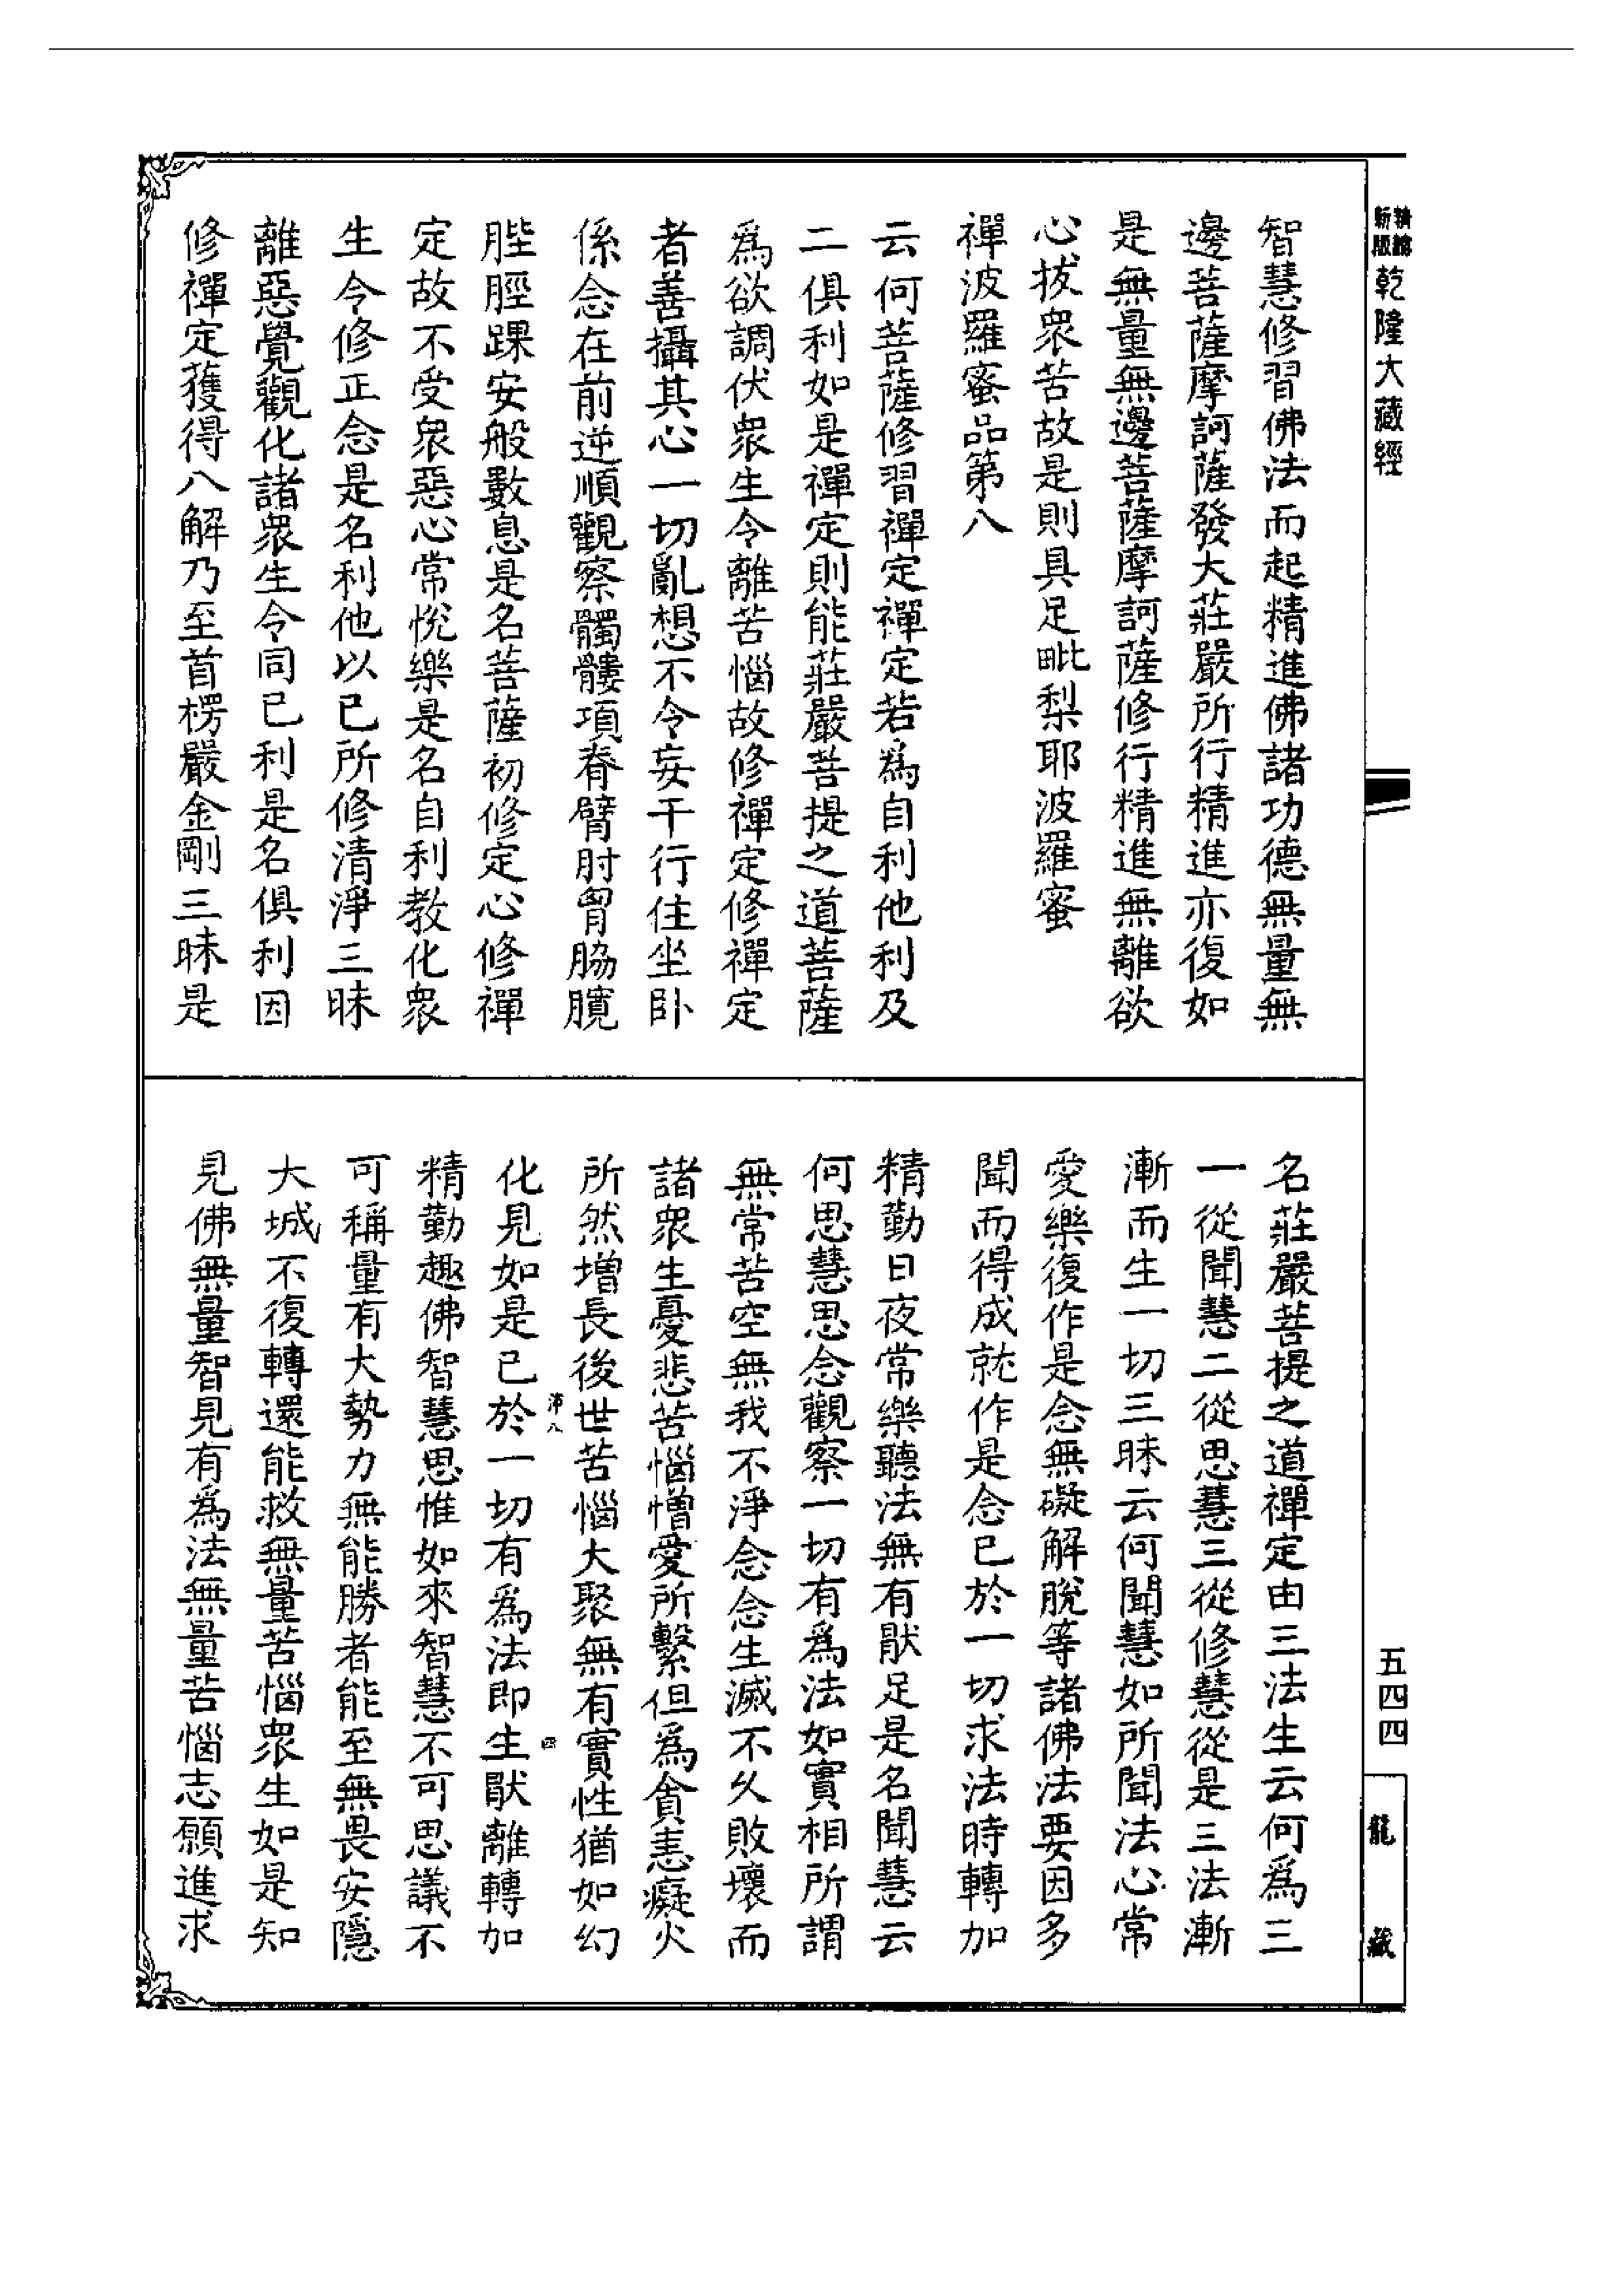 精縮新版乾隆大藏經
智慧修習佛法而起精進佛諸功德無量無
邊菩薩摩訶薩發大莊嚴所行精進亦復如
是無量無邊菩薩摩訶薩修行精進無離欲
心拔衆苦故是則具足毗梨耶波羅蜜
禪波羅蜜品第八
云何菩薩修習禪定禪定若爲自利他利及
二俱利如是禪定則能莊嚴菩提之道菩薩
爲欲調伏衆生令離苦惱故修禪定修禪定
者善攝其心一切亂想不令妄干行住坐卧
係念在前逆順觀察髑髏項脊臂肘胷脇髖
䏶脛踝安般數息是名菩薩初修定心修禪
定故不受衆惡心常悅樂是名自利教化衆
生令修正念是名利他以已所修清淨三昧
離惡覺觀化諸衆生令同已利是名俱利因
修禪定獲得八解乃至首楞嚴金剛三昧是
名莊嚴菩提之道禪定由三法生云何爲三
一從聞慧二從思慧三從修慧從是三法漸
漸而生一切三昧云何聞慧如所聞法心常
愛樂復作是念無礙解脫等諸佛法要因多
聞而得成就作是念已於一切求法時轉加
精勤日夜常樂聽法無有猒足是名聞慧云
何思慧思念觀察一切有爲法如實相所謂
無常苦空無我不淨念念生滅不久敗壞而
諸衆生憂悲苦惱憎愛所繫但爲貪恚癡火
所然增長後世苦惱大聚無有實性猶如幻
化見如是已於一切有爲法即生猒離轉加
精勤趣佛智慧思惟如來智慧不可思議不
可稱量有大勢力無能勝者能至無畏安隱
大城不復轉還能救無量苦惱衆生如是知
見佛無量智見有爲法無量苦惱志願進求
五四四
龍藏